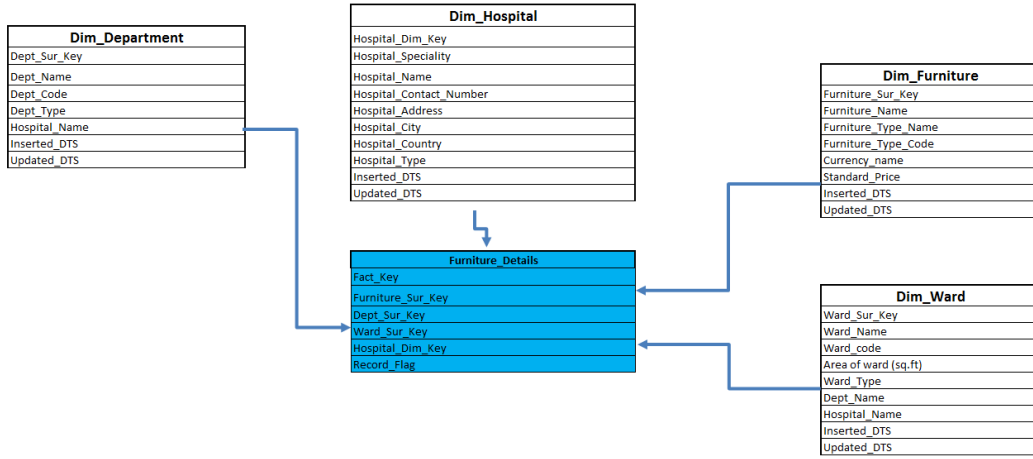 Dim_Department
Dept_Sur_Key
Dept_Name
Dept_Code
Dept_Type
Hospital_Name
Inserted_DTS
Updated_DTS
Dim_Hospital
Hospital_Dim_Key
Hospital_Speciality
Hospital_Name
Hospital_Contact_Number
Hospital_Address
Hospital_City
Hospital_Country
Hospital_Type
Inserted_DTS
Updated_DTS
Dim_Furniture
Furniture_Sur_Key
Furniture_Name
Furniture_Type_Name
Furniture_Type_Code
Currency_name
Standard_Price
Inserted_DTS
Updated_DTS
Furniture_Details
Fact_Key
Furniture_Sur_Key
Dept_Sur_Key
Ward_Sur_Key
Hospital_Dim_Key
Record_Flag
Dim_Ward
Ward_Sur_Key
Ward_Name
Ward_code
Area of ward (sq.ft)
Ward_Type
Dept_Name
Hospital_Name
Inserted_DTS
Updated_DTS